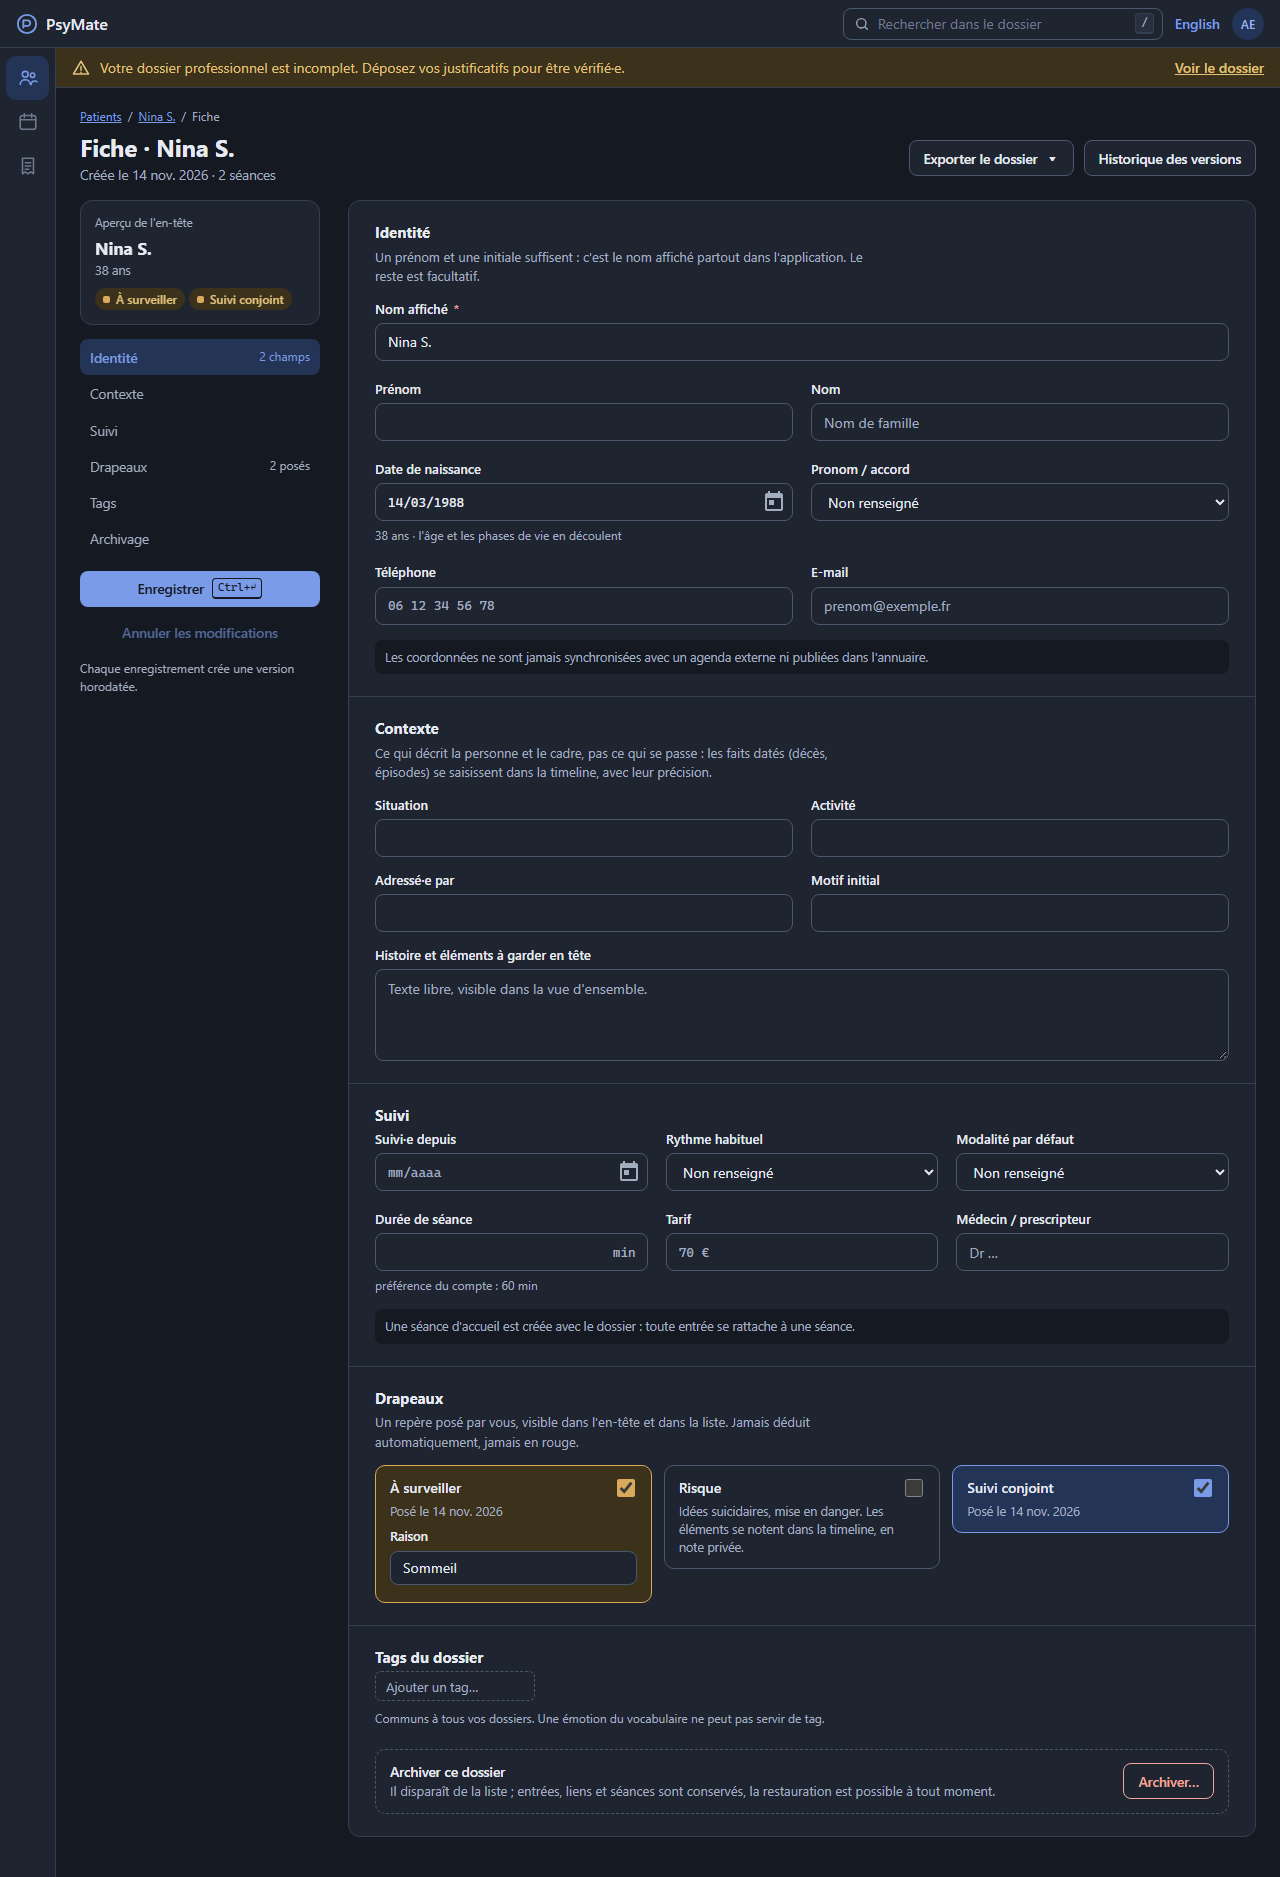 PsyMate
Rechercher dans le dossier
/
English
AE
Votre dossier professionnel est incomplet. Déposez vos justificatifs pour être vérifié·e.
Voir le dossier
Patients / Nina S. / Fiche
Fiche · Nina S.
Créée le 14 nov. 2026 · 2 séances
Exporter le dossier
Historique des versions
Aperçu de l'en-tête
Nina S.
38 ans
À surveiller
Suivi conjoint
Identité
2 champs
Contexte
Suivi
Drapeaux
2 posés
Tags
Archivage
Enregistrer Ctrl+⏎
Annuler les modifications
Chaque enregistrement crée une version
horodatée.
Identité
Un prénom et une initiale suffisent : c'est le nom affiché partout dans l'application. Le
reste est facultatif.
Nom affiché *
Nina S.
Prénom
Nom
Nom de famille
Date de naissance
14/03/1988
38 ans · l'âge et les phases de vie en découlent
Pronom / accord
Non renseigné
Téléphone
06 12 34 56 78
E-mail
prenom@exemple.fr
Les coordonnées ne sont jamais synchronisées avec un agenda externe ni publiées dans l'annuaire.
Contexte
Ce qui décrit la personne et le cadre, pas ce qui se passe : les faits datés (décès,
épisodes) se saisissent dans la timeline, avec leur précision.
Situation
Activité
Adressé·e par
Motif initial
Histoire et éléments à garder en tête
Texte libre, visible dans la vue d'ensemble.
Suivi
Suivi·e depuis
mm/aaaa
Rythme habituel
Non renseigné
Modalité par défaut
Non renseigné
Durée de séance
min
préférence du compte : 60 min
Tarif
70 €
Médecin / prescripteur
Dr ...
Une séance d'accueil est créée avec le dossier : toute entrée se rattache à une séance.
Drapeaux
Un repère posé par vous, visible dans l'en-tête et dans la liste. Jamais déduit
automatiquement, jamais en rouge.
À surveiller
Posé le 14 nov. 2026
Raison
Sommeil
Risque
Idées suicidaires, mise en danger. Les
éléments se notent dans la timeline, en
note privée.
Suivi conjoint
Posé le 14 nov. 2026
Tags du dossier
Ajouter un tag...
Communs à tous vos dossiers. Une émotion du vocabulaire ne peut pas servir de tag.
Archiver ce dossier
Il disparaît de la liste ; entrées, liens et séances sont conservés, la restauration est possible à tout moment.
Archiver...